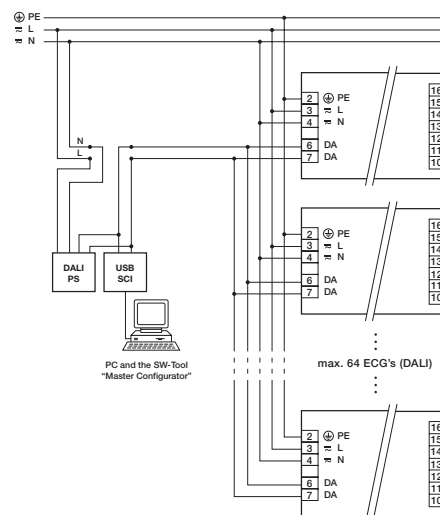 PE
L
N
N
L
DALI
PS
USB
SCI
PC and the SW-Tool
"Master Configurator"
2 PE
3 L
4 N
6 DA
7 DA
16
15
14
13
12
11
10
2 PE
3 L
4 N
6 DA
7 DA
16
15
14
13
12
11
10
max. 64 ECG's (DALI)
2 PE
3 L
4 N
6 DA
7 DA
16
15
14
13
12
11
10